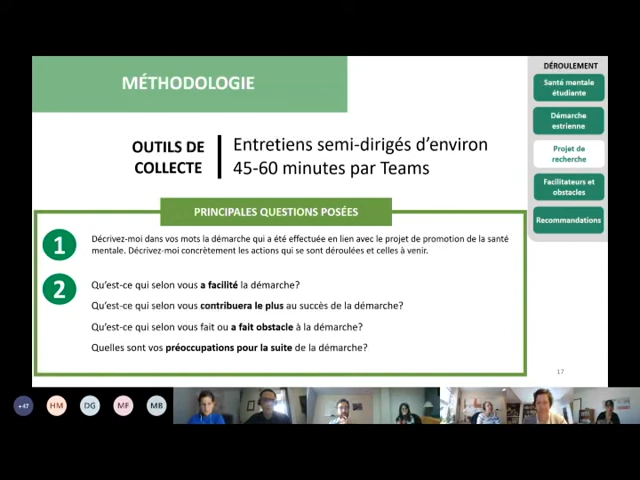 MÉTHODOLOGIE
DÉROULEMENT
Santé mentale
étudiante
Démarche
estrienne
Projet de
recherche
Facilitateurs et
obstacles
Recommandations
OUTILS DE
COLLECTE
Entretiens semi-dirigés d'environ
45-60 minutes par Teams
PRINCIPALES QUESTIONS POSÉES
1
Décrivez-moi dans vos mots la démarche qui a été effectuée en lien avec le projet de promotion de la santé
mentale. Décrivez-moi concrètement les actions qui se sont déroulées et celles à venir.
2
Qu'est-ce qui selon vous a facilité la démarche?
Qu'est-ce qui selon vous contribuera le plus au succès de la démarche?
Qu'est-ce qui selon vous fait ou a fait obstacle à la démarche?
Quelles sont vos préoccupations pour la suite de la démarche?
17
+47
HM
DG
MF
MB